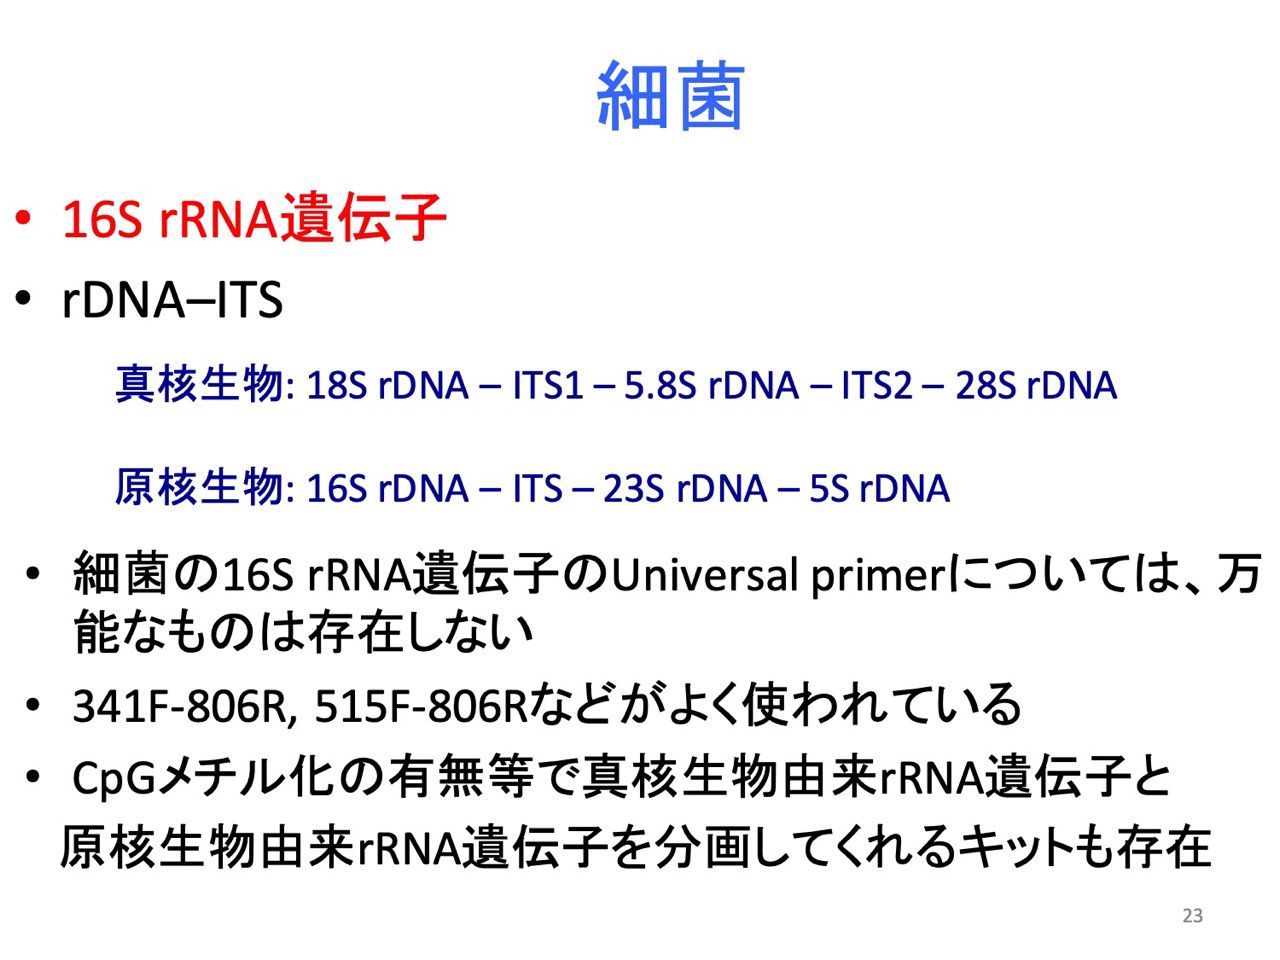 細菌
• 16S rRNA遺伝子
• rDNA–ITS
真核生物: 18S rDNA – ITS1 – 5.8S rDNA – ITS2 – 28S rDNA
原核生物: 16S rDNA – ITS – 23S rDNA – 5S rDNA
• 細菌の16S rRNA遺伝子のUniversal primerについては、万
能なものは存在しない
• 341F-806R, 515F-806Rなどがよく使われている
• CpGメチル化の有無等で真核生物由来rRNA遺伝子と
原核生物由来rRNA遺伝子を分画してくれるキットも存在
23